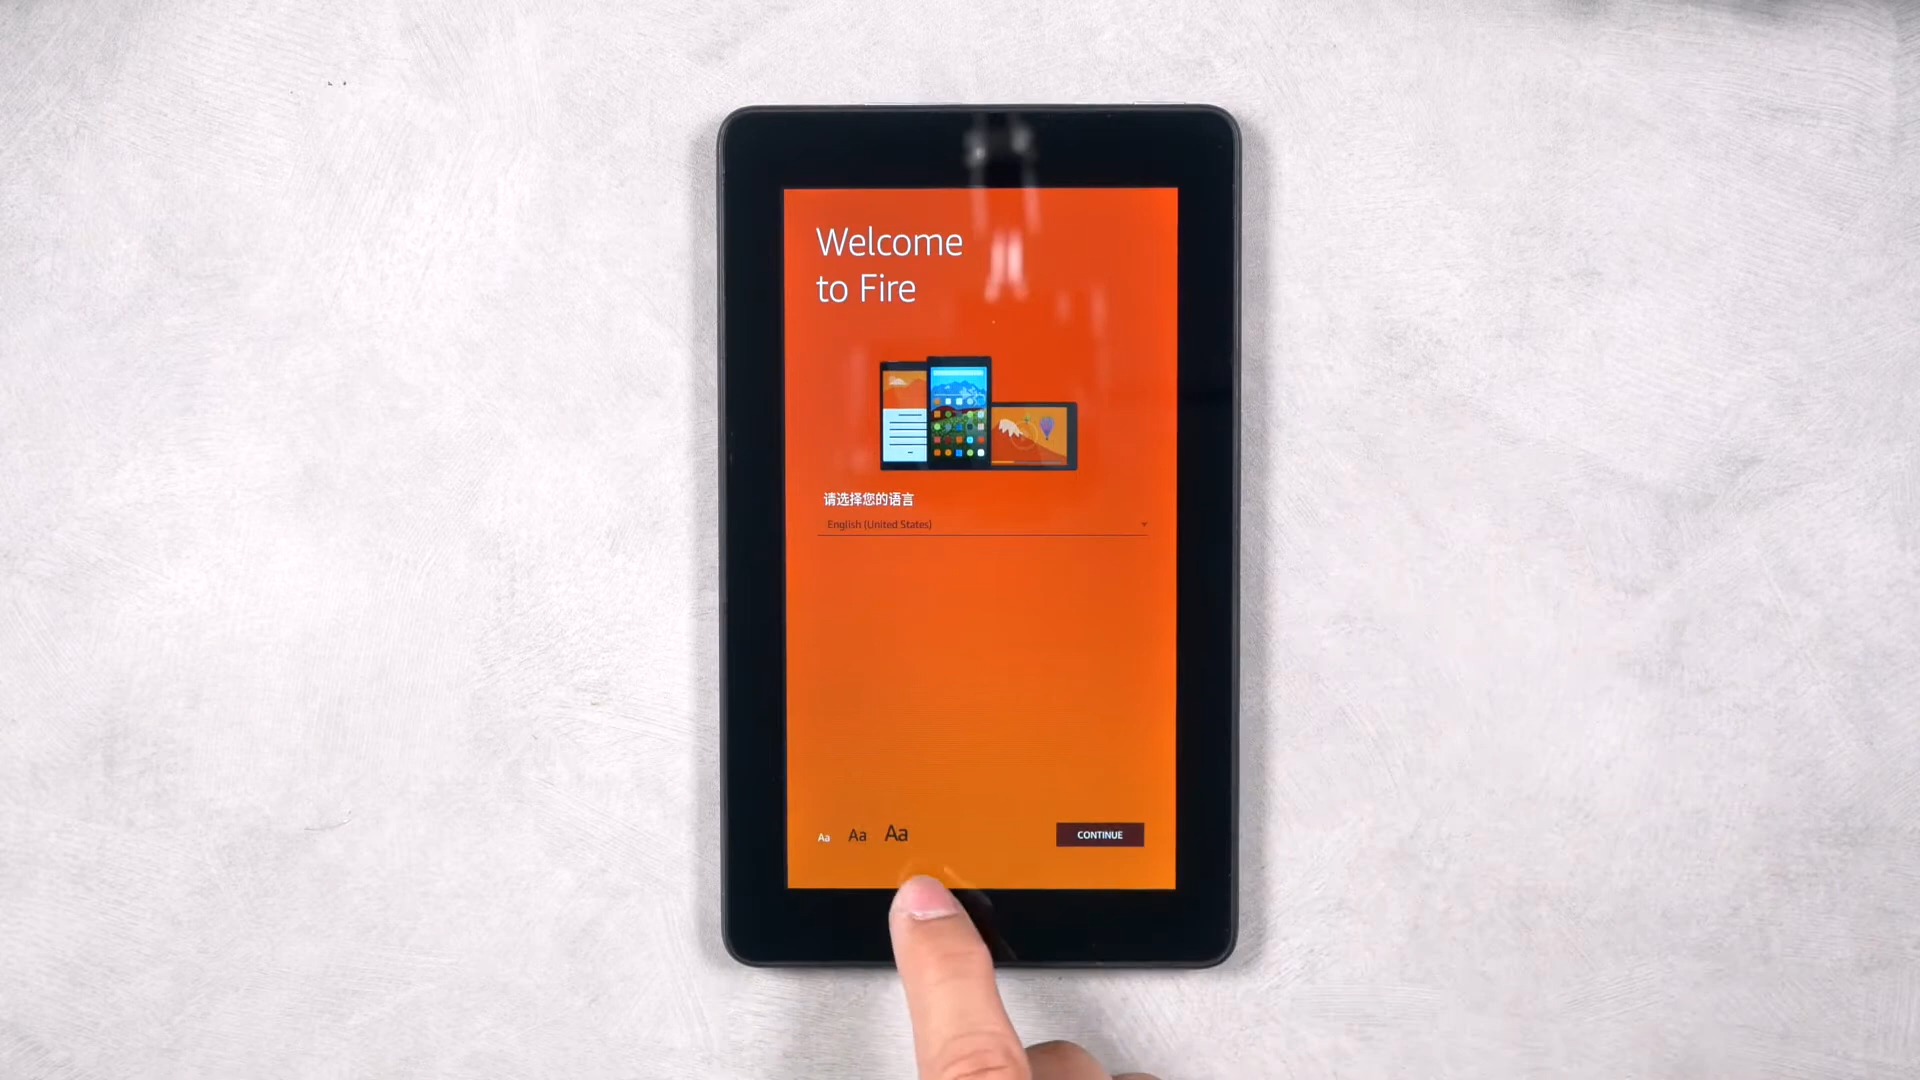 Welcome
to Fire
请选择您的语言
English (United States)
Aa Aa Aa CONTINUE